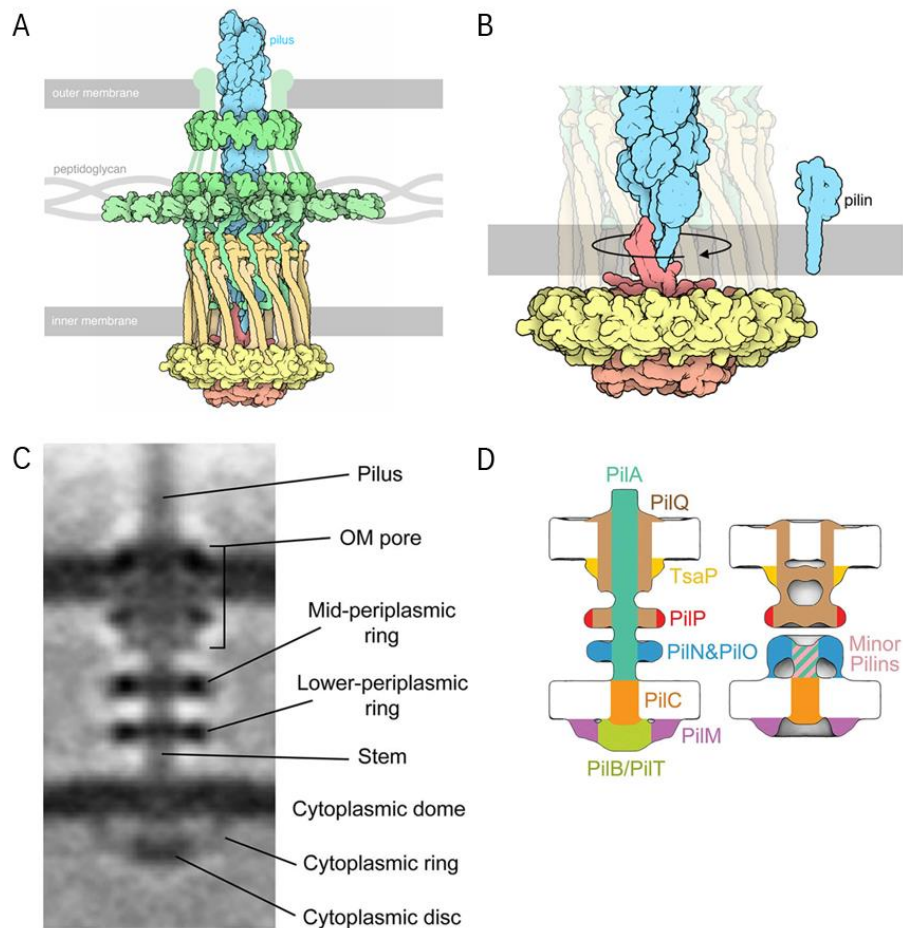 A
pilus
outer membrane
peptidoglycan
inner membrane
B
pilin
C
Pilus
OM pore
Mid-periplasmic
ring
Lower-periplasmic
ring
Stem
Cytoplasmic dome
Cytoplasmic ring
Cytoplasmic disc
D
PilA
PilQ
TsaP
PilP
PilN&PilO
Minor
Pilins
PilC
PilM
PilB/PilT